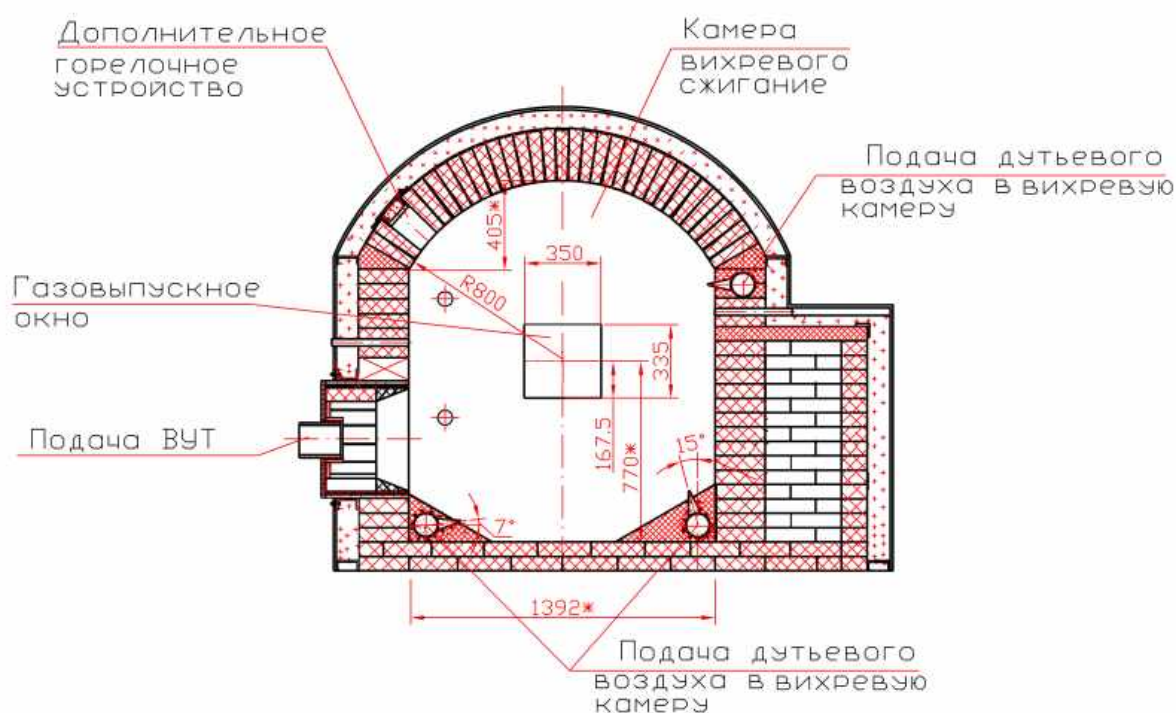 Дополнительное
горелочное
устройство
Камера
вихревого
сжигание
Подача дутьевого
воздуха в вихревую
камеру
405*
350
R800
Газовыпускное
окно
335
Подача ВУТ
167.5
770*
15°
7°
1392*
Подача дутьевого
воздуха в вихревую
камеру